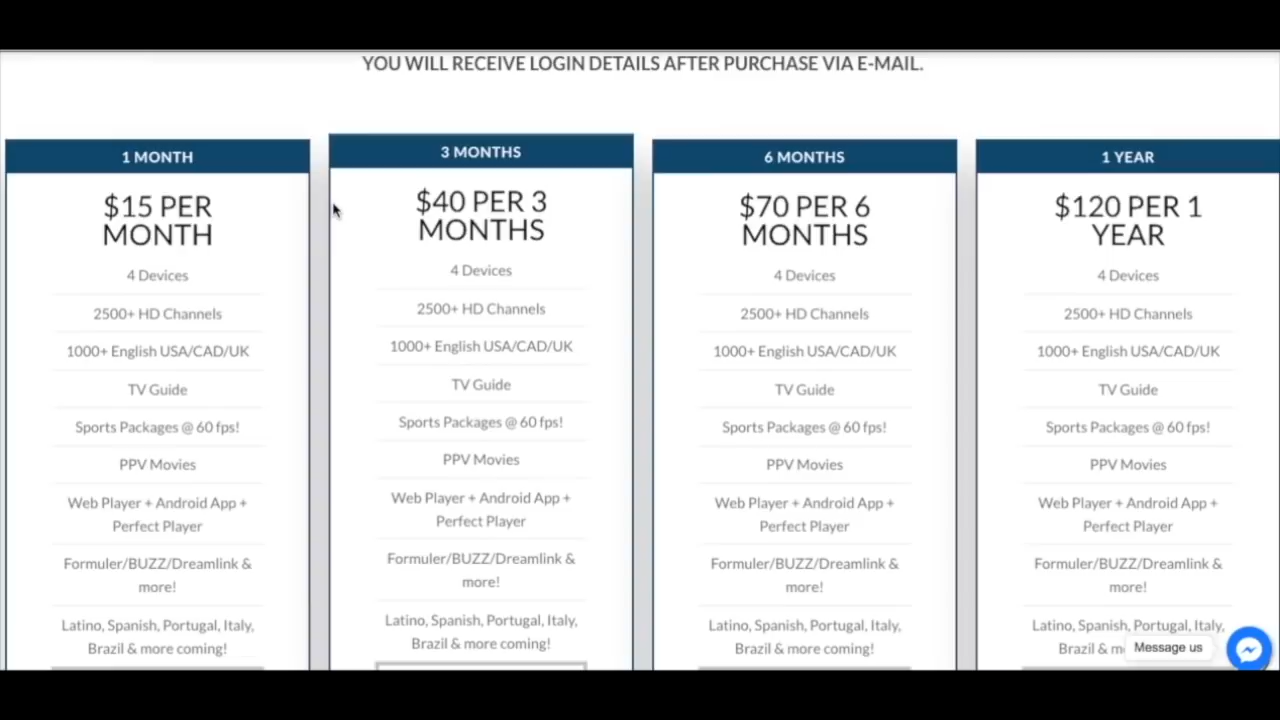 YOU WILL RECEIVE LOGIN DETAILS AFTER PURCHASE VIA E-MAIL.
1 MONTH
$15 PER
MONTH
4 Devices
2500+ HD Channels
1000+ English USA/CAD/UK
TV Guide
Sports Packages @ 60 fps!
PPV Movies
Web Player + Android App +
Perfect Player
Formuler/BUZZ/Dreamlink &
more!
Latino, Spanish, Portugal, Italy,
Brazil & more coming!
3 MONTHS
$40 PER 3
MONTHS
4 Devices
2500+ HD Channels
1000+ English USA/CAD/UK
TV Guide
Sports Packages @ 60 fps!
PPV Movies
Web Player + Android App +
Perfect Player
Formuler/BUZZ/Dreamlink &
more!
Latino, Spanish, Portugal, Italy,
Brazil & more coming!
6 MONTHS
$70 PER 6
MONTHS
4 Devices
2500+ HD Channels
1000+ English USA/CAD/UK
TV Guide
Sports Packages @ 60 fps!
PPV Movies
Web Player + Android App +
Perfect Player
Formuler/BUZZ/Dreamlink &
more!
Latino, Spanish, Portugal, Italy,
Brazil & more coming!
1 YEAR
$120 PER 1
YEAR
4 Devices
2500+ HD Channels
1000+ English USA/CAD/UK
TV Guide
Sports Packages @ 60 fps!
PPV Movies
Web Player + Android App +
Perfect Player
Formuler/BUZZ/Dreamlink &
more!
Latino, Spanish, Portugal, Italy,
Brazil &
Message us